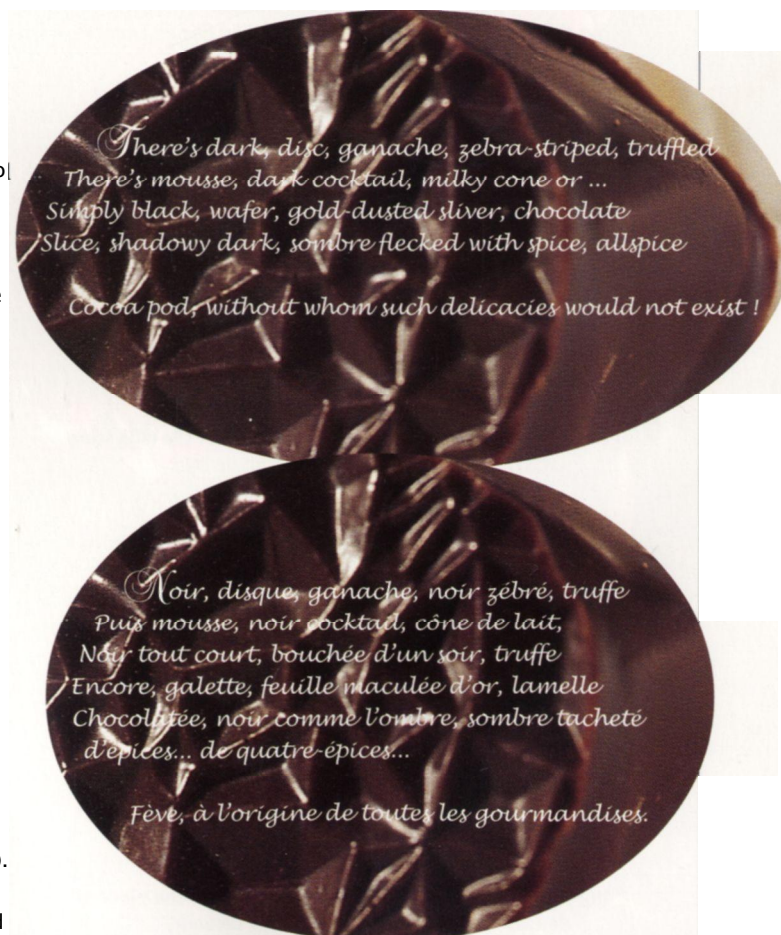 There's dark, disc, ganache, zebra-striped, truffled
There's mousse, dark cocktail, milky cone or ...
Simply black, wafer, gold-dusted sliver, chocolate
Slice, shadowy dark, sombre flecked with spice, allspice
Cocoa pod, without whom such delicacies would not exist !
Noir, disque, ganache, noir zébré, truffe
Puis mousse, noir cocktail, cône de lait,
Noir tout court, bouchée d'un soir, truffe
Encore, galette, feuille maculée d'or, lamelle
Chocolatée, noir comme l'ombre, sombre tacheté
d'épices... de quatre-épices...
Fève, à l'origine de toutes les gourmandises.